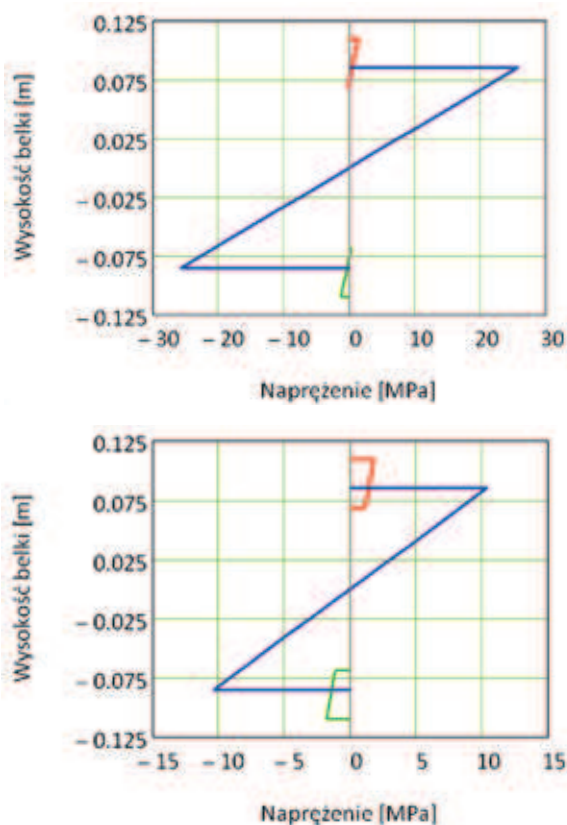 Wysokość belki [m]
0.125
0.075
0.025
– 0.025
– 0.075
– 0.125
– 30 – 20 – 10 0 10 20 30
Naprężenie [MPa]
Wysokość belki [m]
0.125
0.075
0.025
– 0.025
– 0.075
– 0.125
– 15 – 10 – 5 0 5 10 15
Naprężenie [MPa]